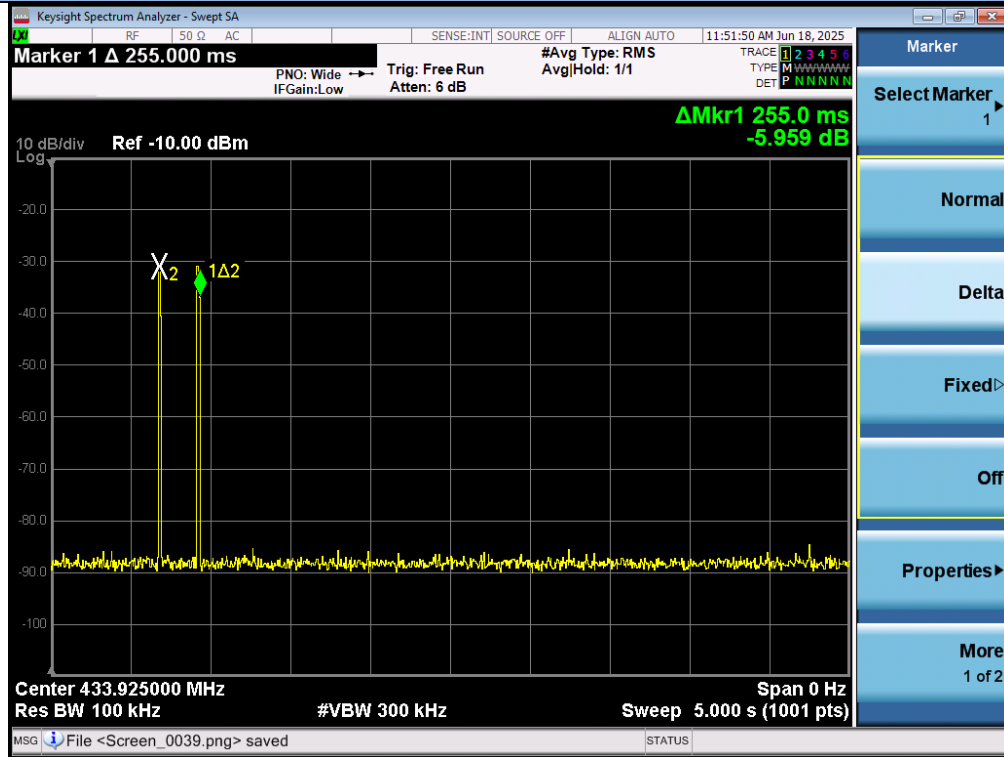 Keysight Spectrum Analyzer - Swept SA
LXI RF 50 Ω AC SENSE:INT SOURCE OFF ALIGN AUTO 11:51:50 AM Jun 18, 2025
Marker 1 Δ 255.000 ms
PNO: Wide
IFGain:Low
Trig: Free Run
Atten: 6 dB
#Avg Type: RMS
Avg|Hold: 1/1
TRACE 1 2 3 4 5 6
TYPE M WWWWW
DET P N N N N N
ΔMkr1 255.0 ms
-5.959 dB
10 dB/div Ref -10.00 dBm
Log
-20.0
-30.0
2 1Δ2
-40.0
-50.0
-60.0
-70.0
-80.0
-90.0
-100
Center 433.925000 MHz Span 0 Hz
Res BW 100 kHz #VBW 300 kHz Sweep 5.000 s (1001 pts)
MSG File <Screen_0039.png> saved STATUS
Marker
Select Marker
1
Normal
Delta
Fixed
Off
Properties
More
1 of 2